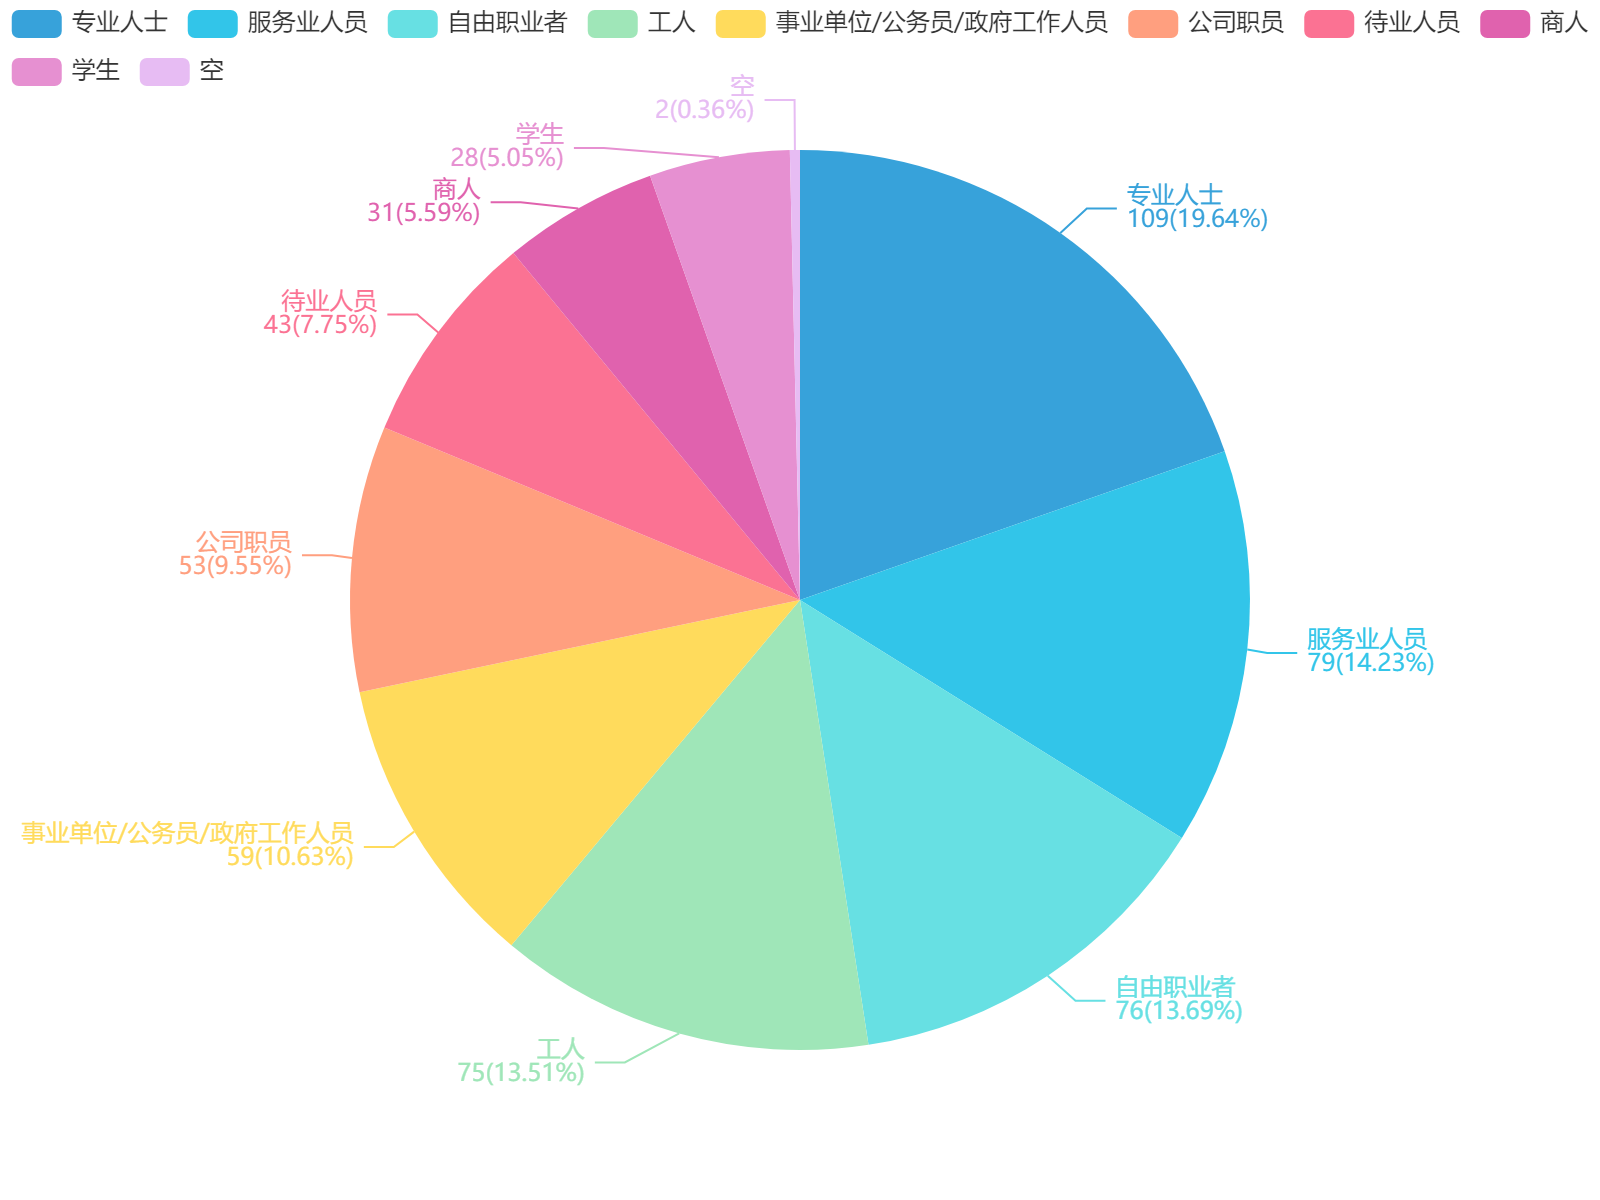 专业人士 服务业人员 自由职业者 工人 事业单位/公务员/政府工作人员 公司职员 待业人员 商人
学生 空
空
2(0.36%)
学生
28(5.05%)
商人
31(5.59%)
专业人士
109(19.64%)
待业人员
43(7.75%)
公司职员
53(9.55%)
服务业人员
79(14.23%)
事业单位/公务员/政府工作人员
59(10.63%)
自由职业者
76(13.69%)
工人
75(13.51%)